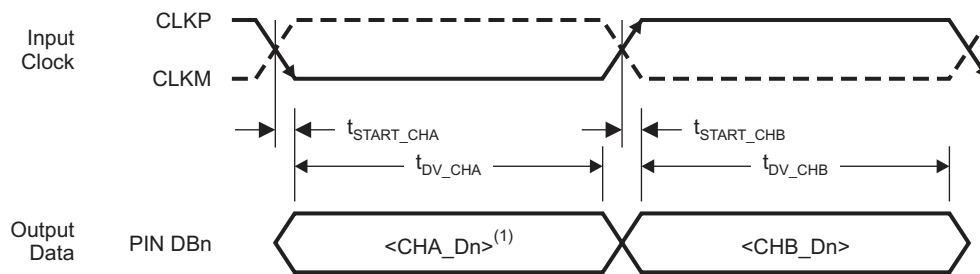 Input
Clock
CLKP
CLKM
tSTART_CHA
tSTART_CHB
tDV_CHA
tDV_CHB
Output
Data
PIN DBn
<CHA_Dn>(1)
<CHB_Dn>